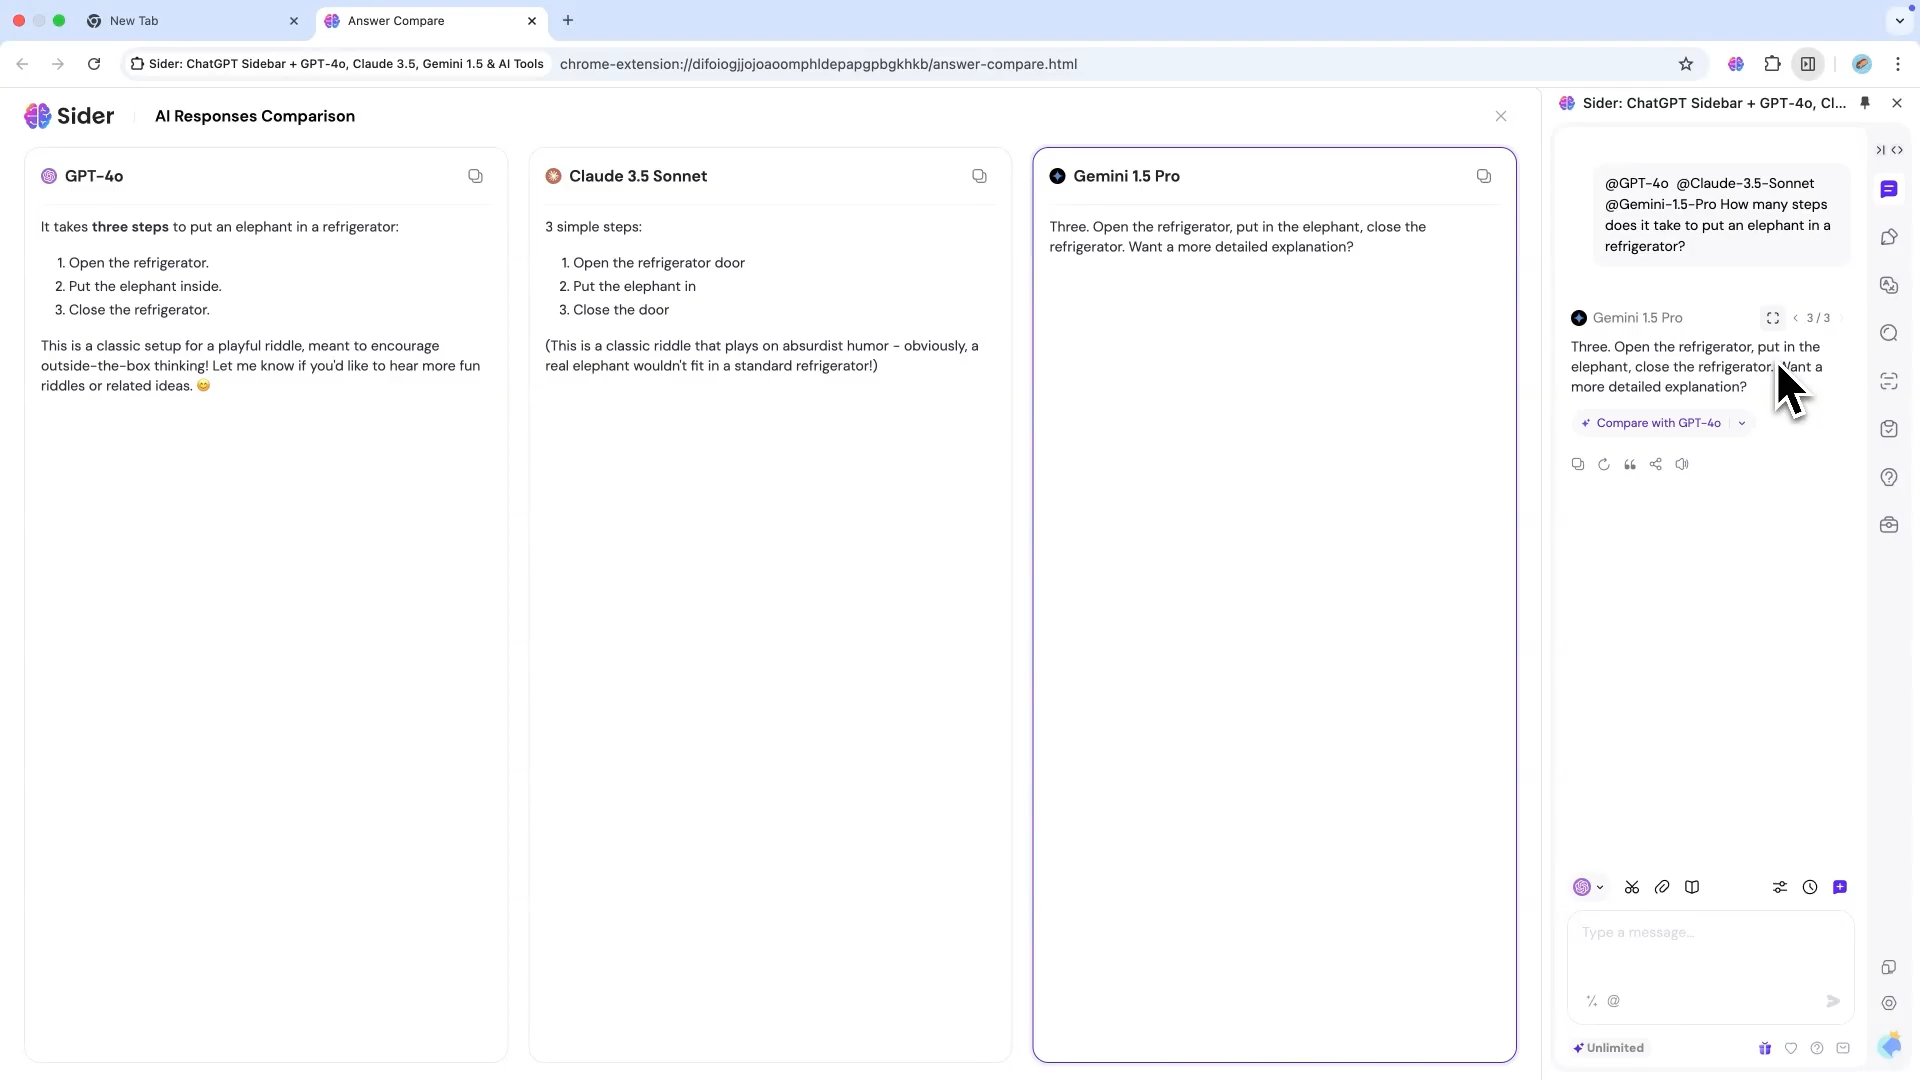 New Tab
Answer Compare
Sider: ChatGPT Sidebar + GPT-4o, Claude 3.5, Gemini 1.5 & AI Tools
chrome-extension://difoiogjjojoaoomphldepapgpbgkhkb/answer-compare.html
Sider
AI Responses Comparison
GPT-4o
It takes three steps to put an elephant in a refrigerator:
1. Open the refrigerator.
2. Put the elephant inside.
3. Close the refrigerator.
This is a classic setup for a playful riddle, meant to encourage
outside-the-box thinking! Let me know if you'd like to hear more fun
riddles or related ideas. 😊
Claude 3.5 Sonnet
3 simple steps:
1. Open the refrigerator door
2. Put the elephant in
3. Close the door
(This is a classic riddle that plays on absurdist humor - obviously, a
real elephant wouldn't fit in a standard refrigerator!)
Gemini 1.5 Pro
Three. Open the refrigerator, put in the elephant, close the
refrigerator. Want a more detailed explanation?
Sider: ChatGPT Sidebar + GPT-4o, Cl...
@GPT-4o @Claude-3.5-Sonnet
@Gemini-1.5-Pro How many steps
does it take to put an elephant in a
refrigerator?
Gemini 1.5 Pro
3 / 3
Three. Open the refrigerator, put in the
elephant, close the refrigerator. Want a
more detailed explanation?
Compare with GPT-4o
Type a message...
@
Unlimited